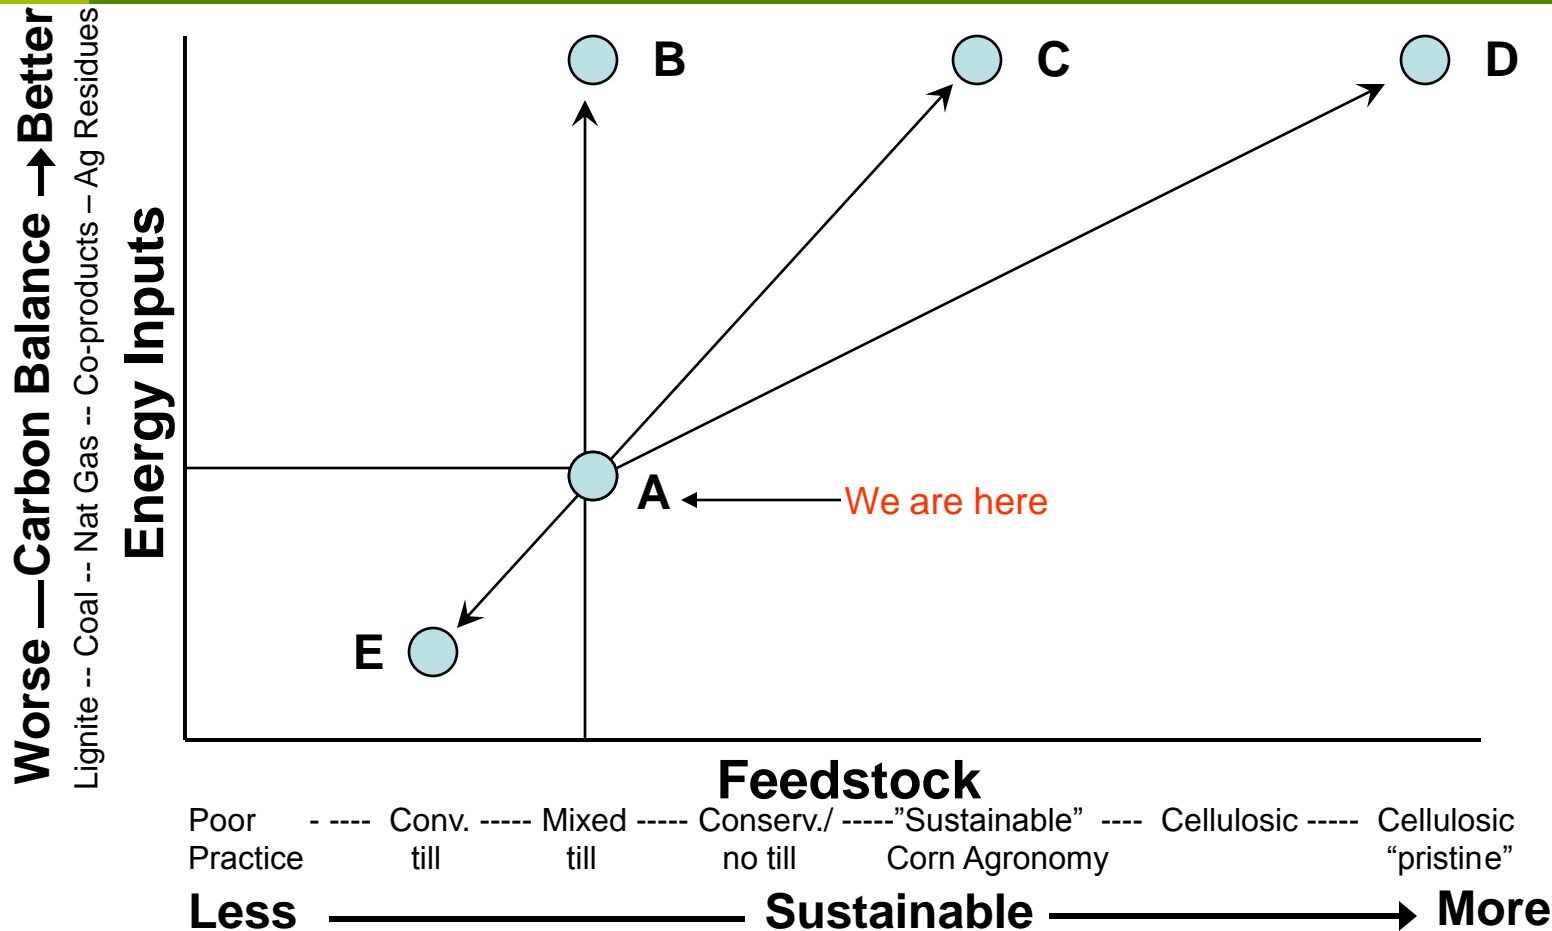 Worse —Carbon Balance →Better
Lignite -- Coal -- Nat Gas -- Co-products – Ag Residues
Energy Inputs
B
C
D
A
We are here
E
Feedstock
Poor - ---- Conv. ----- Mixed ----- Conserv./ -----”Sustainable” ---- Cellulosic ----- Cellulosic
Practice till till no till Corn Agronomy “pristine”
Less Sustainable More